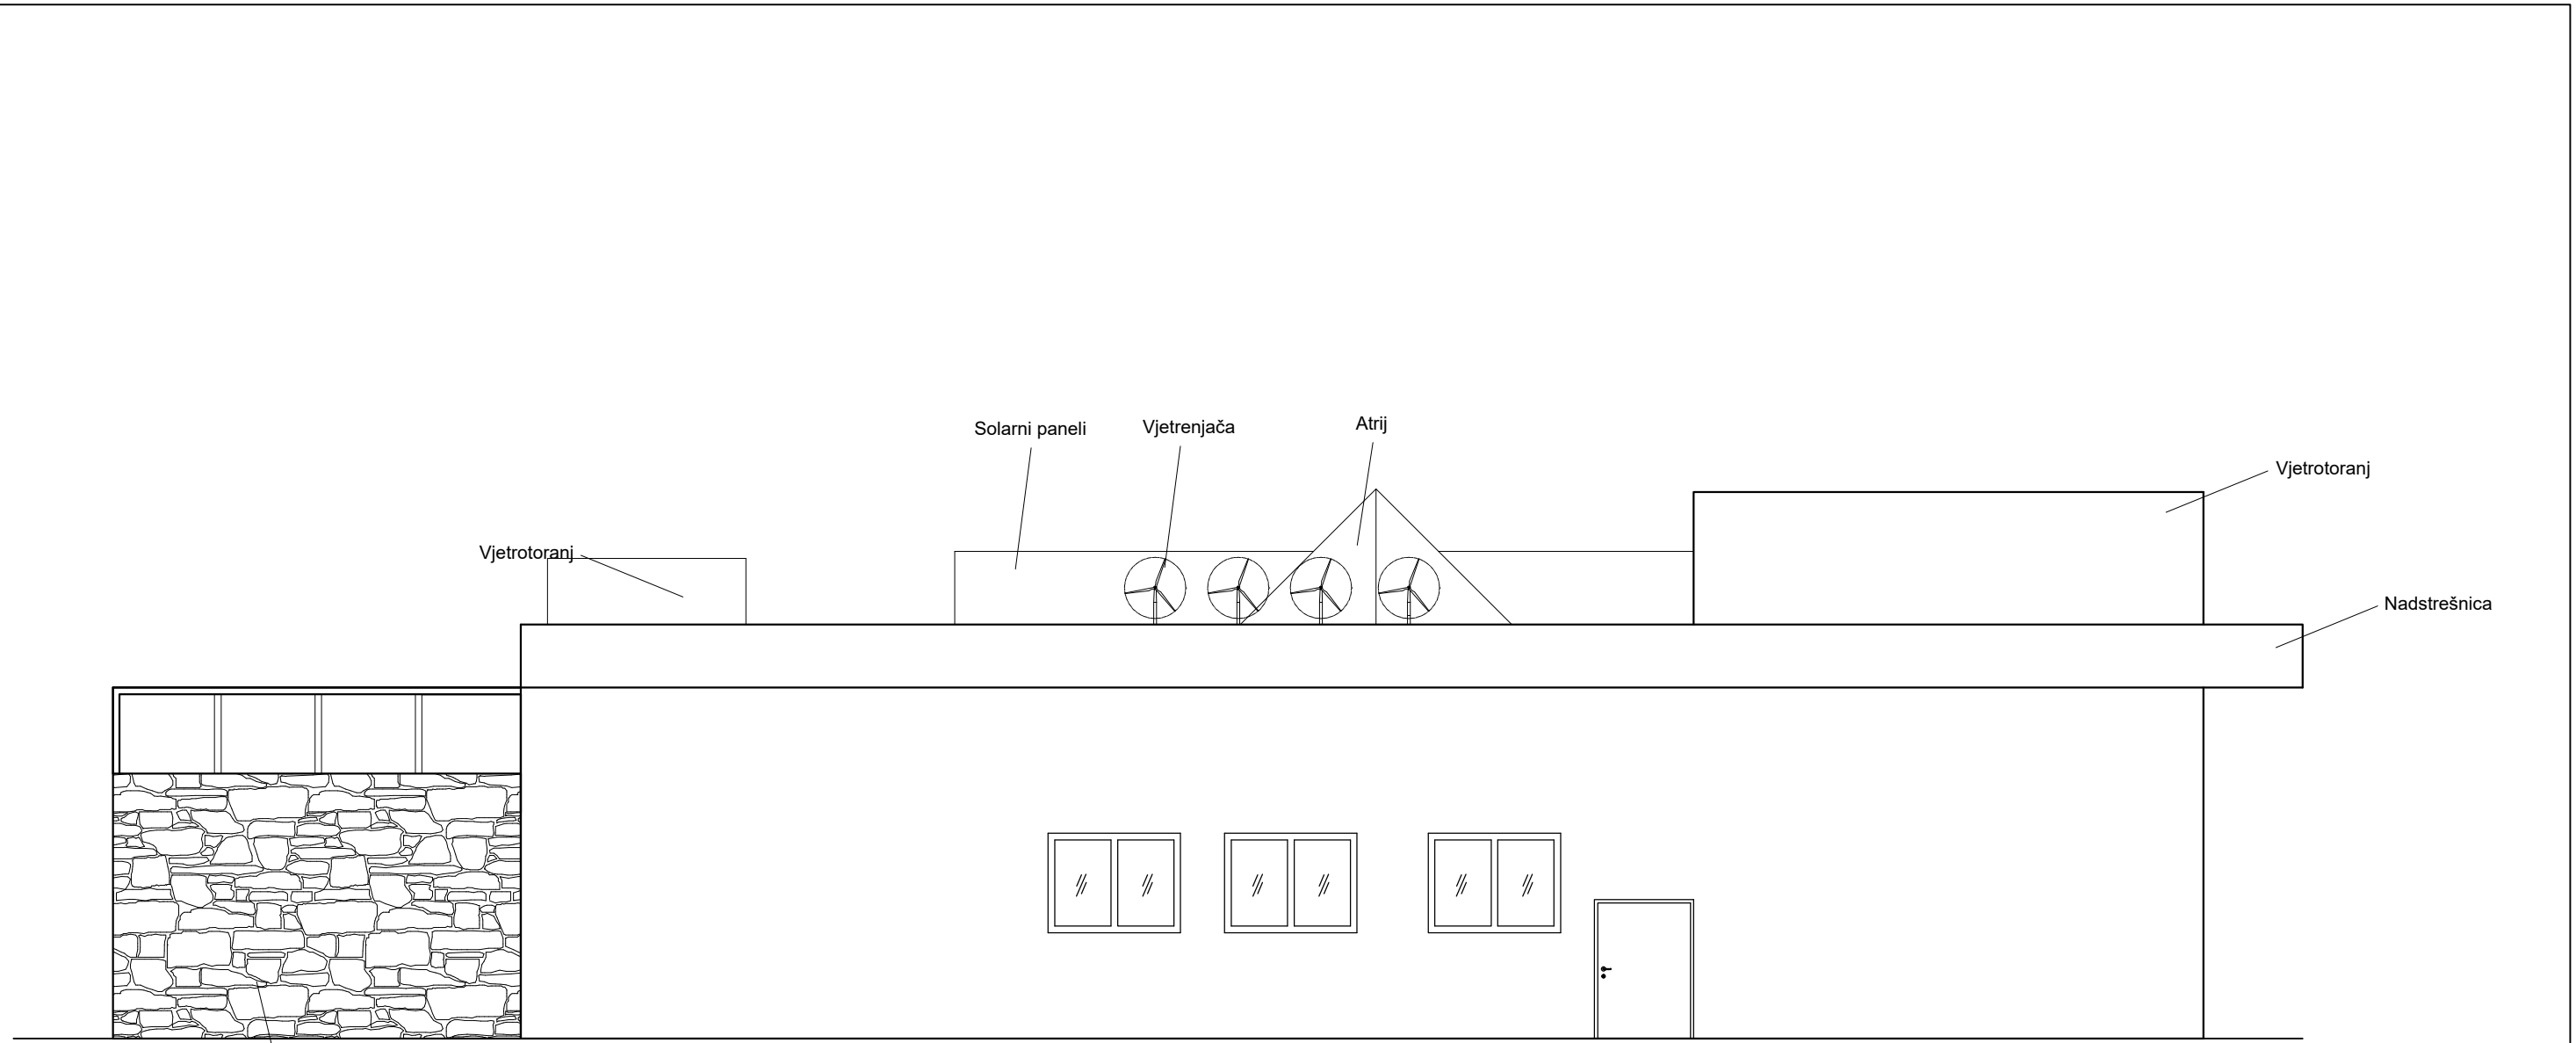 Solarni paneli
Vjetrenjača
Atrij
Vjetrotoranj
Vjetrotoranj
Nadstrešnica